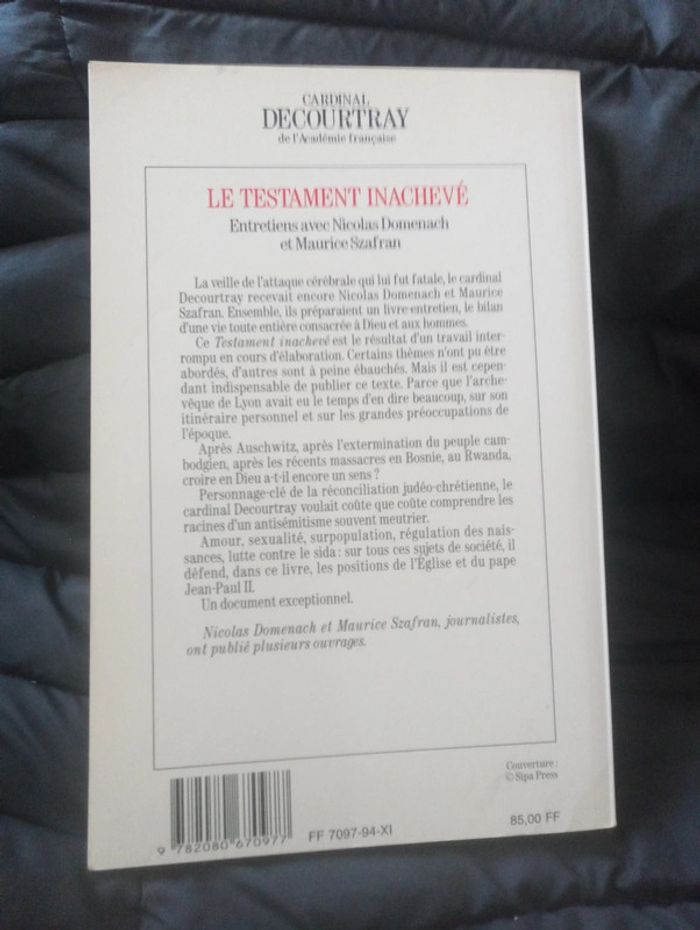 CARDINAL
DECOURTRAY
de l'Académie française
LE TESTAMENT INACHEVÉ
Entretiens avec Nicolas Domenach
et Maurice Szafran
La veille de l'attaque cérébrale qui lui fut fatale, le cardinal
Decourtray recevait encore Nicolas Domenach et Maurice
Szafran. Ensemble, ils préparaient un livre-entretien, le bilan
d'une vie toute entière consacrée à Dieu et aux hommes.
Ce Testament inachevé est le résultat d'un travail inter-
rompu en cours d'élaboration. Certains thèmes n'ont pu être
abordés, d'autres sont à peine ébauchés. Mais il est cepen-
dant indispensable de publier ce texte. Parce que l'arche-
vêque de Lyon avait eu le temps d'en dire beaucoup, sur son
itinéraire personnel et sur les grandes préoccupations de
l'époque.
Après Auschwitz, après l'extermination du peuple cam-
bodgien, après les récents massacres en Bosnie, au Rwanda,
croire en Dieu a-t-il encore un sens ?
Personnage-clé de la réconciliation judéo-chrétienne, le
cardinal Decourtray voulait coûte que coûte comprendre les
racines d'un antisémitisme souvent meutrier.
Amour, sexualité, surpopulation, régulation des nais-
sances, lutte contre le sida : sur tous ces sujets de société, il
défend, dans ce livre, les positions de l'Église et du pape
Jean-Paul II.
Un document exceptionnel.
Nicolas Domenach et Maurice Szafran, journalistes,
ont publié plusieurs ouvrages.
Couverture :
© Sipa Press
9 782080 670977
FF 7097-94-XI
85,00 FF